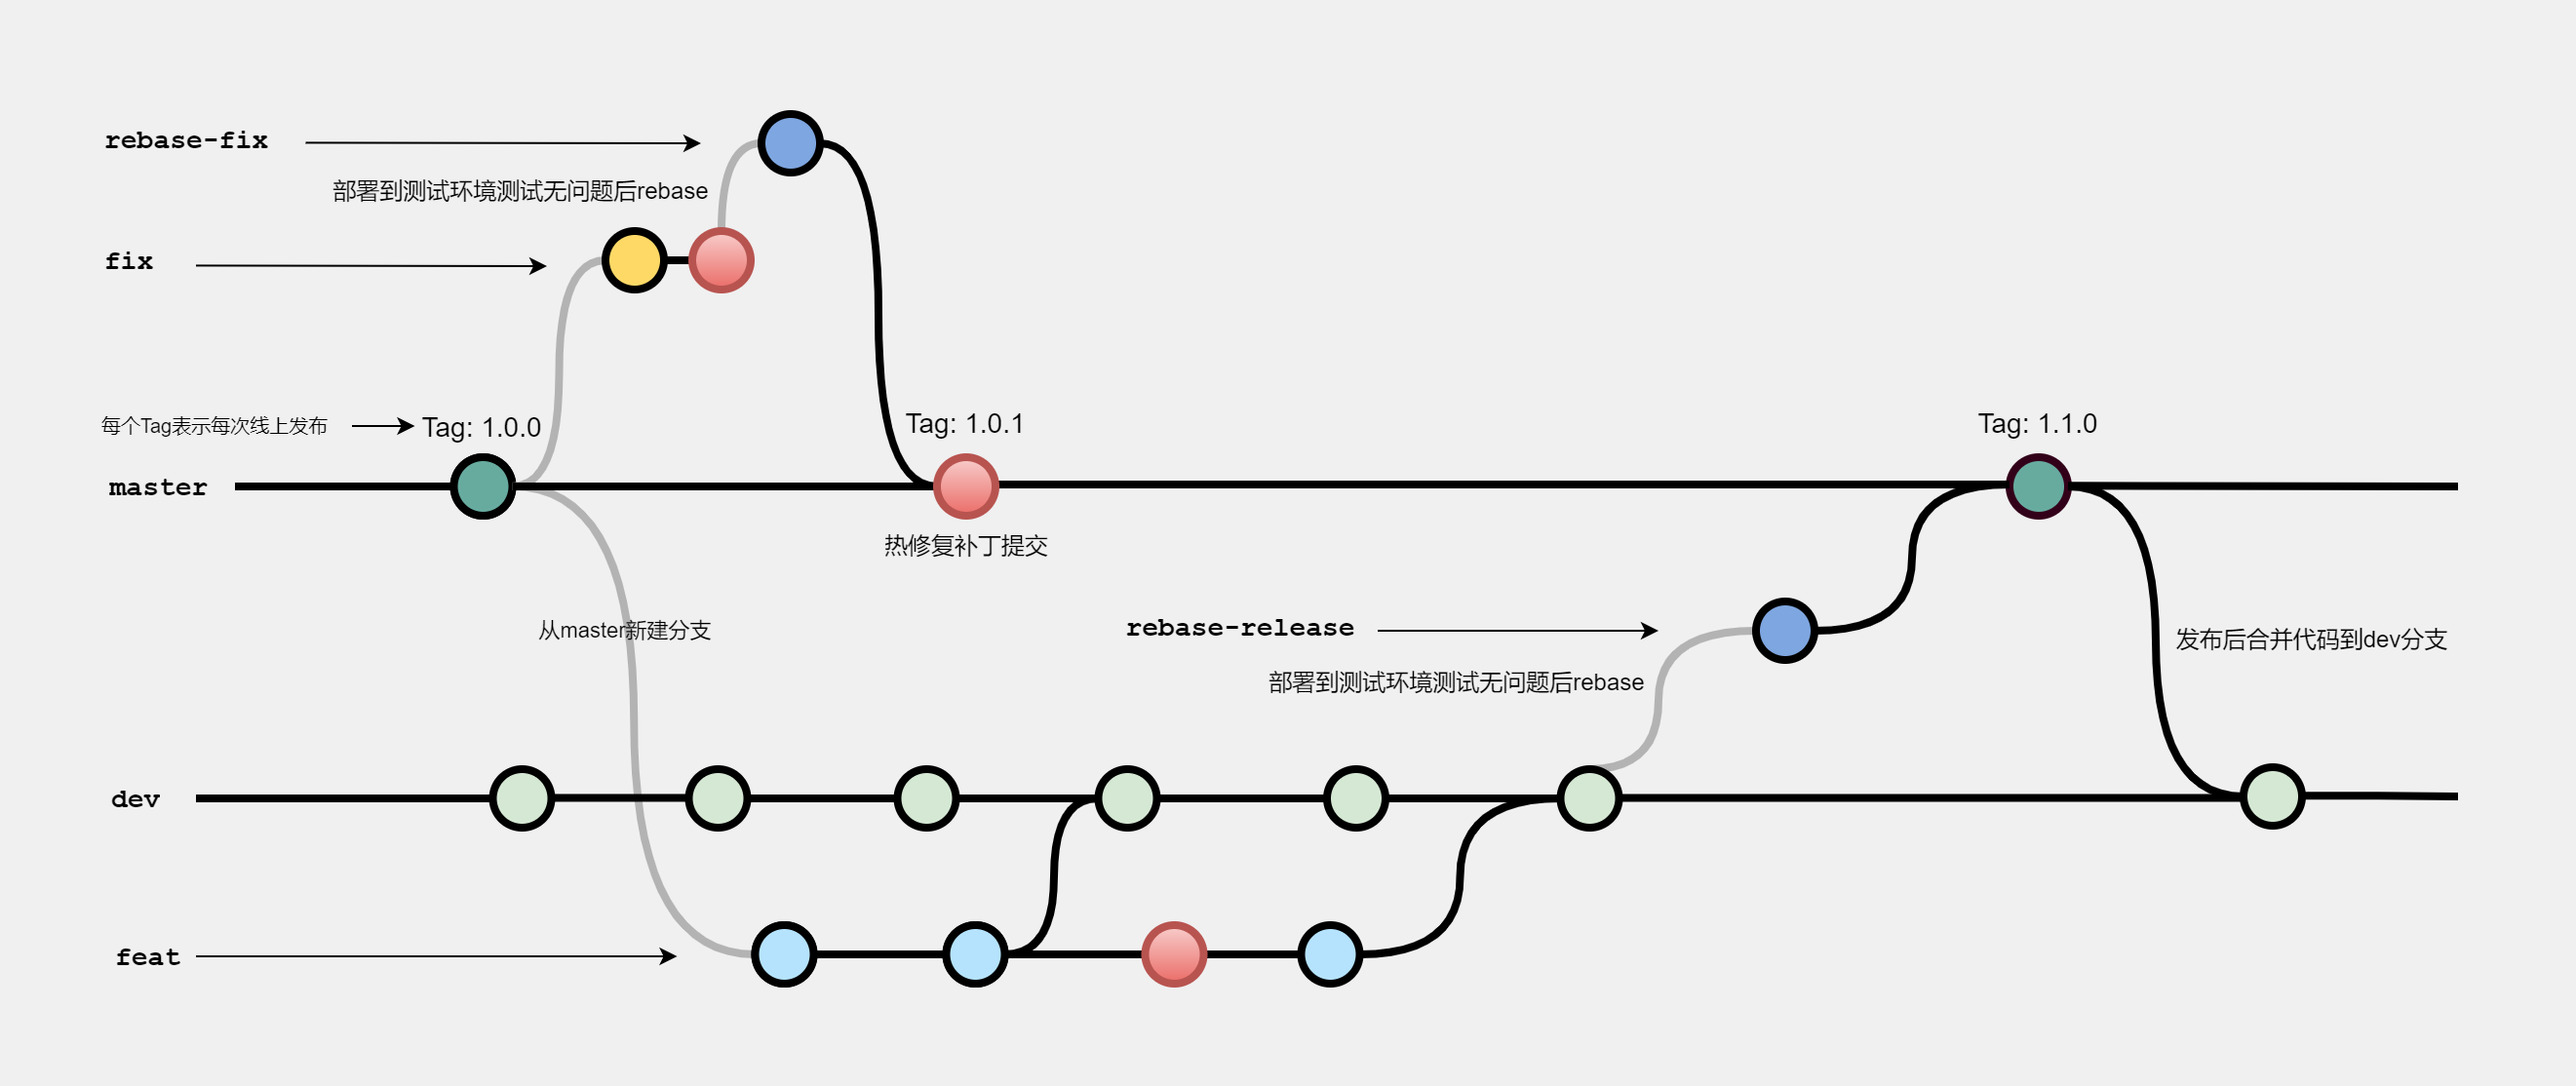 rebase-fix
部署到测试环境测试无问题后rebase
fix
每个Tag表示每次线上发布
Tag: 1.0.0
Tag: 1.0.1
Tag: 1.1.0
master
热修复补丁提交
从master新建分支
rebase-release
发布后合并代码到dev分支
部署到测试环境测试无问题后rebase
dev
feat